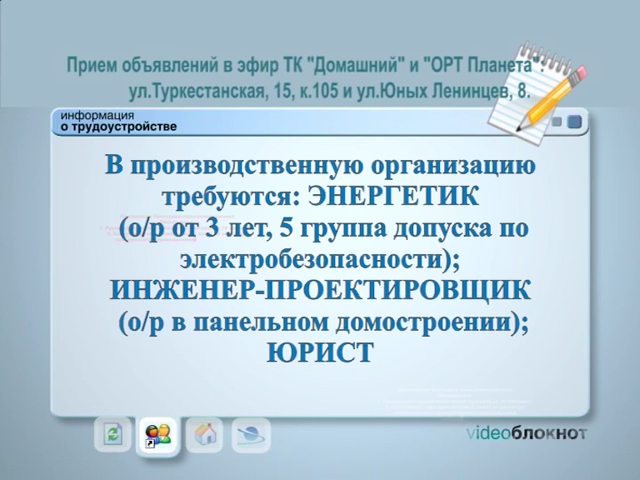 Прием объявлений в эфир ТК "Домашний" и "ОРТ Планета":
ул.Туркестанская, 15, к.105 и ул.Юных Ленинцев, 8.
информация
о трудоустройстве
В производственную организацию
требуются: ЭНЕРГЕТИК
(о/р от 3 лет, 5 группа допуска по
электробезопасности);
ИНЖЕНЕР-ПРОЕКТИРОВЩИК
(о/р в панельном домостроении);
ЮРИСТ
videoблокнот